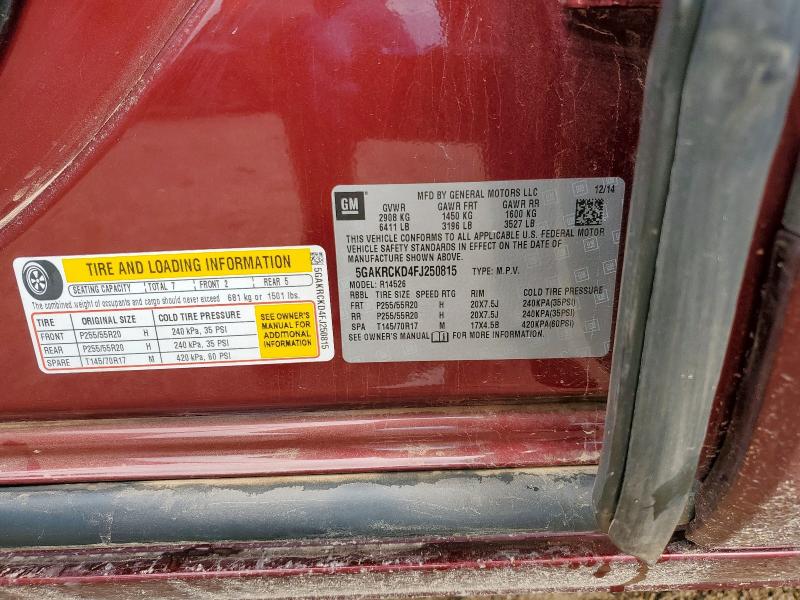 TIRE AND LOADING INFORMATION
SEATING CAPACITY TOTAL 7 FRONT 2 REAR 5
The combined weight of occupants and cargo should never exceed 681 kg or 1501 lbs.
TIRE ORIGINAL SIZE COLD TIRE PRESSURE
FRONT P255/55R20 H 240 kPa, 35 PSI
REAR P255/55R20 H 240 kPa, 35 PSI
SPARE T145/70R17 M 420 kPa, 60 PSI
SEE OWNER'S
MANUAL FOR
ADDITIONAL
INFORMATION
5GAKRCKD4FJ250815
GM
MFD BY GENERAL MOTORS LLC 12/14
GVWR GAWR FRT GAWR RR
2908 KG 1450 KG 1600 KG
6411 LB 3196 LB 3527 LB
THIS VEHICLE CONFORMS TO ALL APPLICABLE U.S. FEDERAL MOTOR
VEHICLE SAFETY STANDARDS IN EFFECT ON THE DATE OF
MANUFACTURE SHOWN ABOVE.
5GAKRCKD4FJ250815 TYPE: M.P.V.
MODEL: R14526
TIRE SIZE SPEED RTG RIM COLD TIRE PRESSURE
FRT P255/55R20 H 20X7.5J 240KPA(35PSI)
RR P255/55R20 H 20X7.5J 240KPA(35PSI)
SPA T145/70R17 M 17X4.5B 420KPA(60PSI)
SEE OWNER'S MANUAL FOR MORE INFORMATION.